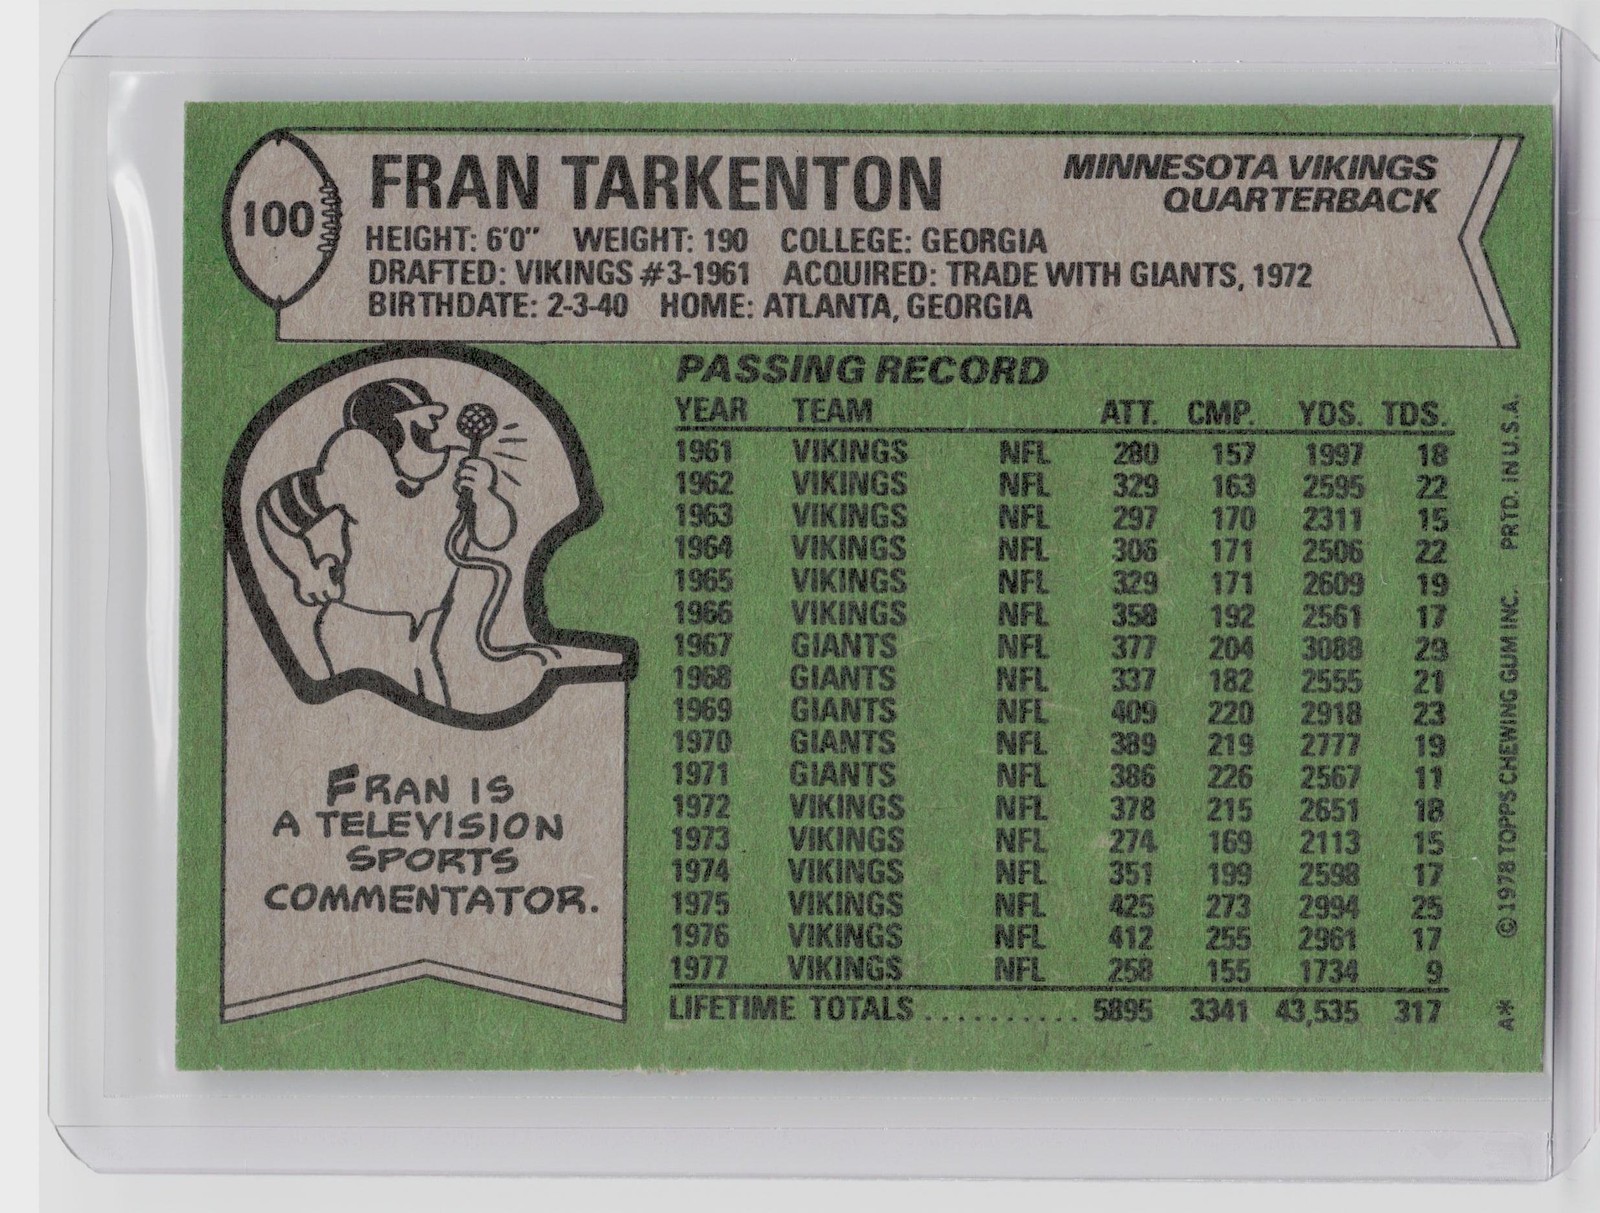 100
FRAN TARKENTON
MINNESOTA VIKINGS
QUARTERBACK
HEIGHT: 6'0" WEIGHT: 190 COLLEGE: GEORGIA
DRAFTED: VIKINGS #3-1961 ACQUIRED: TRADE WITH GIANTS, 1972
BIRTHDATE: 2-3-40 HOME: ATLANTA, GEORGIA
FRAN IS
A TELEVISION
SPORTS
COMMENTATOR.
PASSING RECORD
YEAR TEAM ATT. CMP. YDS. TDS.
1961 VIKINGS NFL 280 157 1997 18
1962 VIKINGS NFL 329 163 2595 22
1963 VIKINGS NFL 297 170 2311 15
1964 VIKINGS NFL 306 171 2506 22
1965 VIKINGS NFL 329 171 2609 19
1966 VIKINGS NFL 358 192 2561 17
1967 GIANTS NFL 377 204 3088 29
1968 GIANTS NFL 337 182 2555 21
1969 GIANTS NFL 409 220 2918 23
1970 GIANTS NFL 389 219 2777 19
1971 GIANTS NFL 386 226 2567 11
1972 VIKINGS NFL 378 215 2651 18
1973 VIKINGS NFL 274 169 2113 15
1974 VIKINGS NFL 351 199 2598 17
1975 VIKINGS NFL 425 273 2994 25
1976 VIKINGS NFL 412 255 2961 17
1977 VIKINGS NFL 258 155 1734 9
LIFETIME TOTALS .......... 5895 3341 43,535 317
A* ©1978 TOPPS CHEWING GUM INC. PRTD. IN U.S.A.